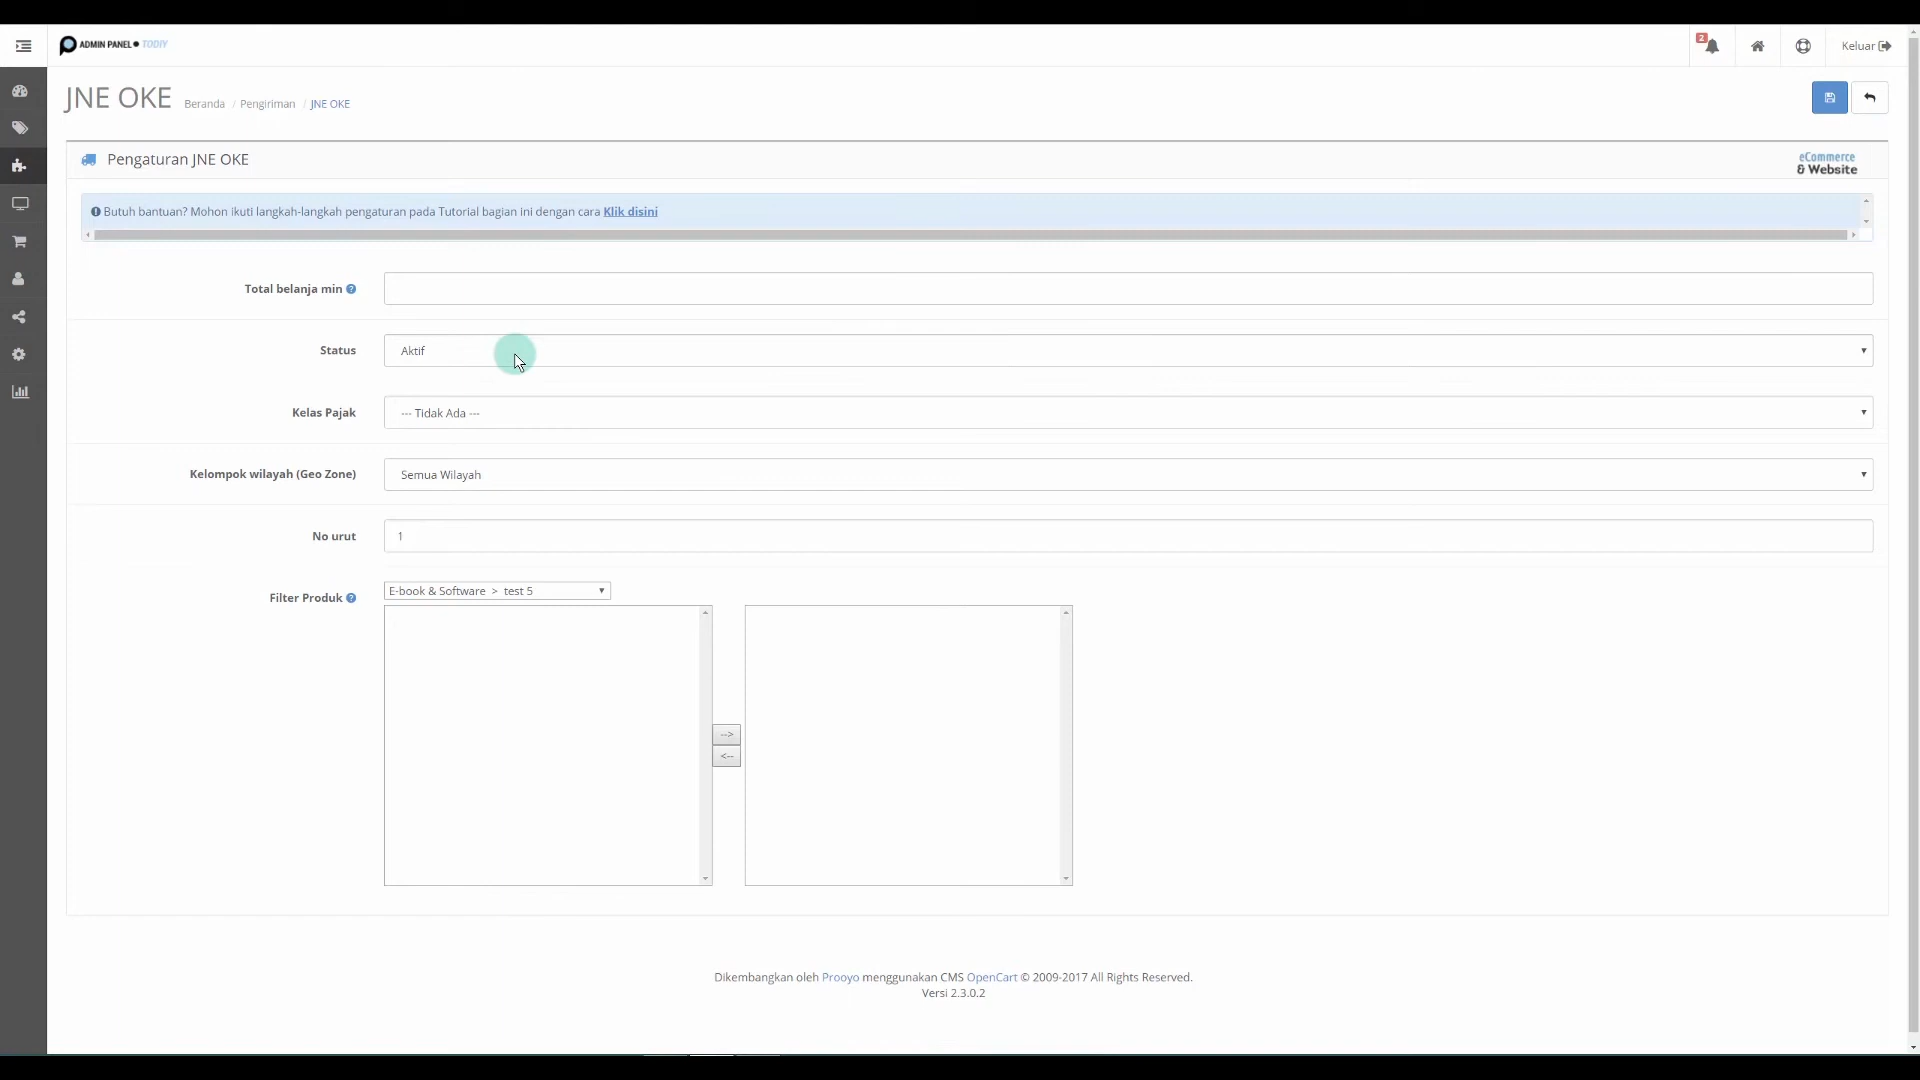 ADMIN PANEL● TODIY
2
Keluar
JNE OKE Beranda / Pengiriman / JNE OKE
Pengaturan JNE OKE
eCommerce
& Website
Butuh bantuan? Mohon ikuti langkah-langkah pengaturan pada Tutorial bagian ini dengan cara Klik disini
Total belanja min
Status Aktif
Kelas Pajak --- Tidak Ada ---
Kelompok wilayah (Geo Zone) Semua Wilayah
No urut 1
Filter Produk E-book & Software > test 5
-->
<--
Dikembangkan oleh Prooyo menggunakan CMS OpenCart © 2009-2017 All Rights Reserved.
Versi 2.3.0.2